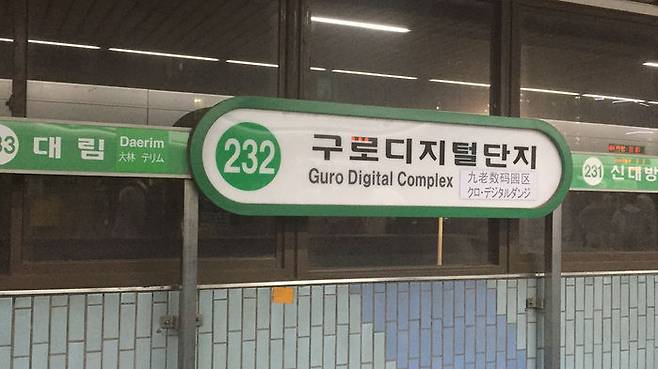 33 대림 Daerim
大林 テリム
232 구로디지털단지
Guro Digital Complex
九老数码园区
クロ·デジタルダンジ
231 신대방